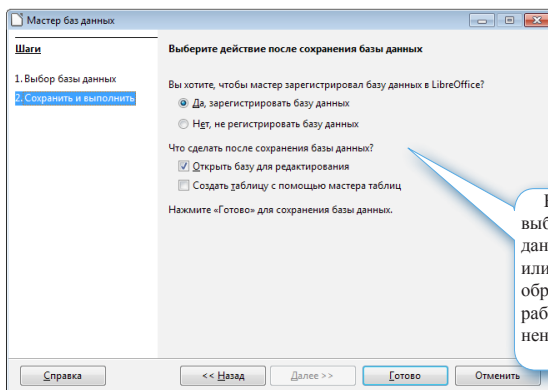 Мастер баз данных
Шаги
1. Выбор базы данных
2. Сохранить и выполнить
Выберите действие после сохранения базы данных
Вы хотите, чтобы мастер зарегистрировал базу данных в LibreOffice?
Да, зарегистрировать базу данных
Нет, не регистрировать базу данных
Что сделать после сохранения базы данных?
Открыть базу для редактирования
Создать таблицу с помощью мастера таблиц
Нажмите «Готово» для сохранения базы данных.
или
Справка
<< Назад
Далее >>
Готово
Отменить